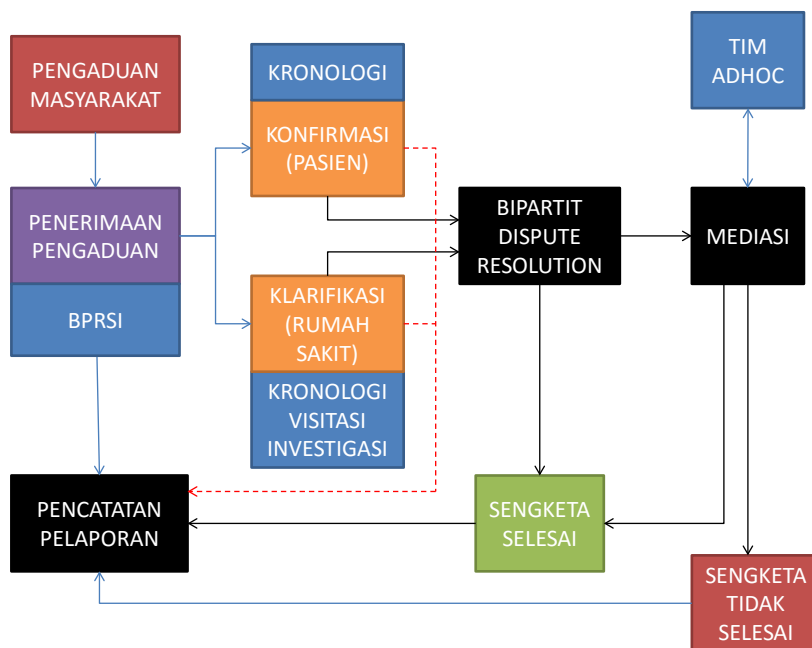 PENGADUAN
MASYARAKAT
PENERIMAAN
PENGADUAN
BPRSI
KRONOLOGI
KONFIRMASI
(PASIEN)
KLARIFIKASI
(RUMAH
SAKIT)
KRONOLOGI
VISITASI
INVESTIGASI
BIPARTIT
DISPUTE
RESOLUTION
TIM
ADHOC
MEDIASI
PENCATATAN
PELAPORAN
SENGKETA
SELESAI
SENGKETA
TIDAK
SELESAI